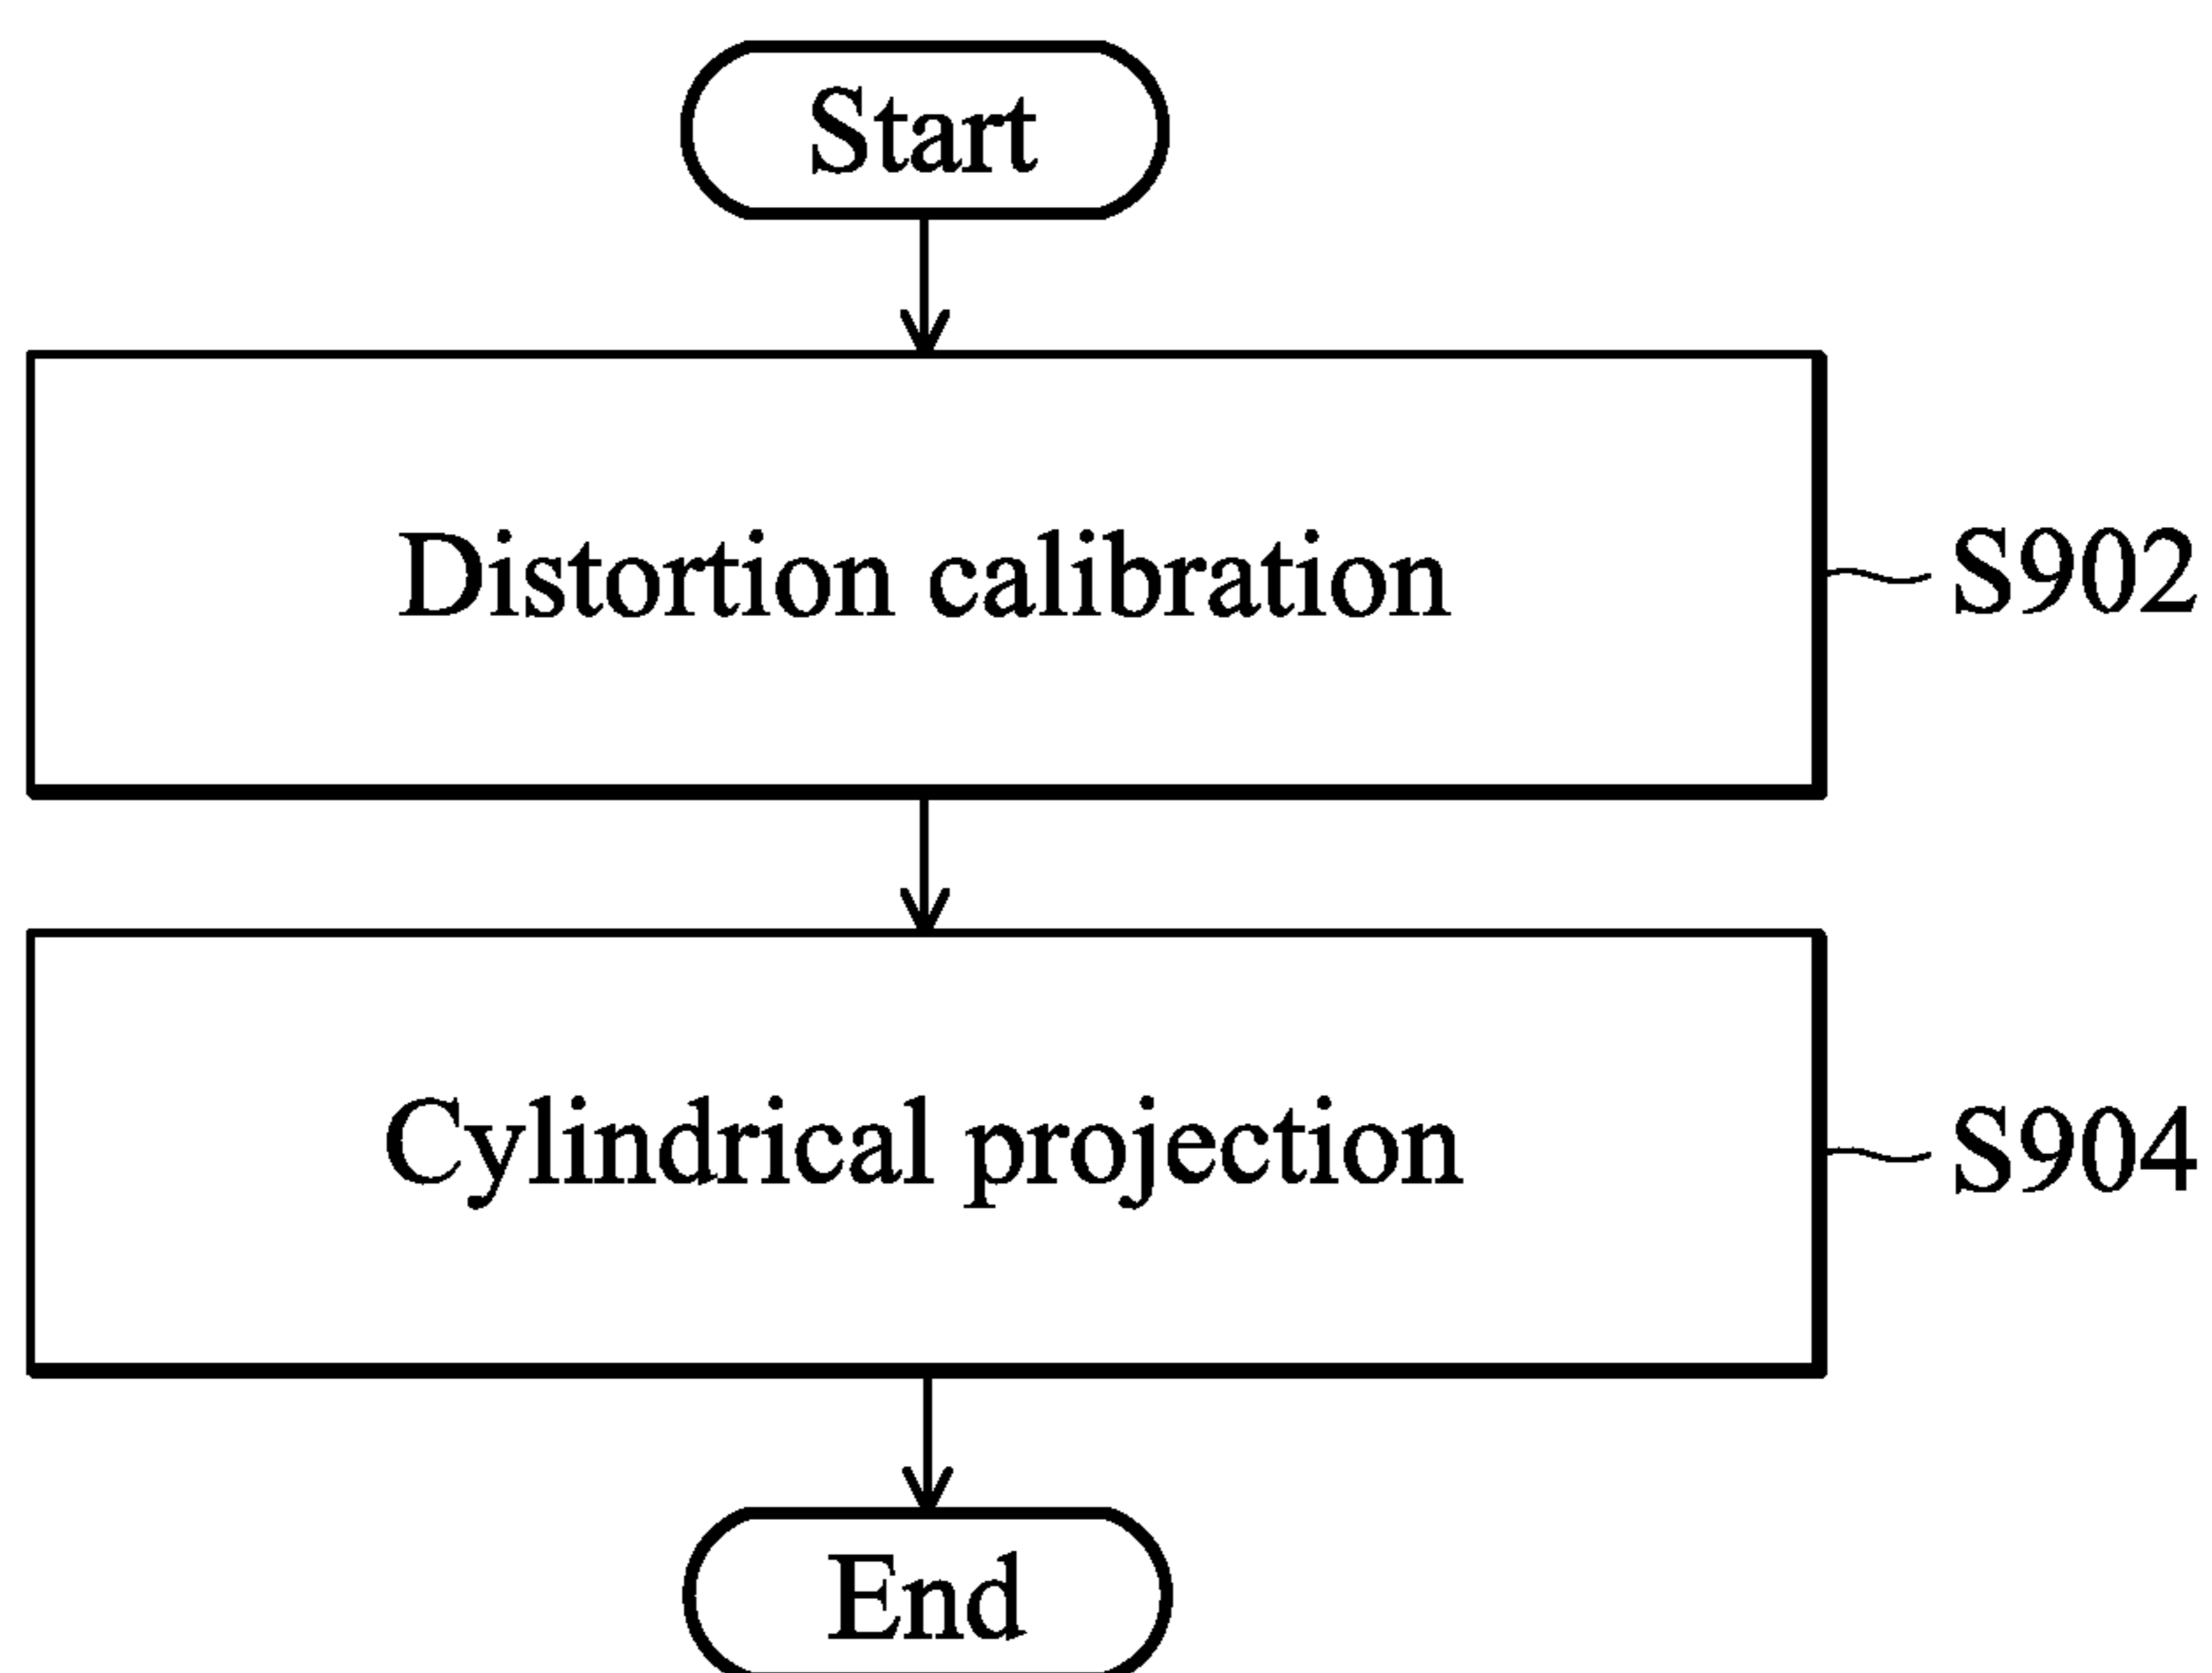 Start
Distortion calibration
S902
Cylindrical projection
S904
End